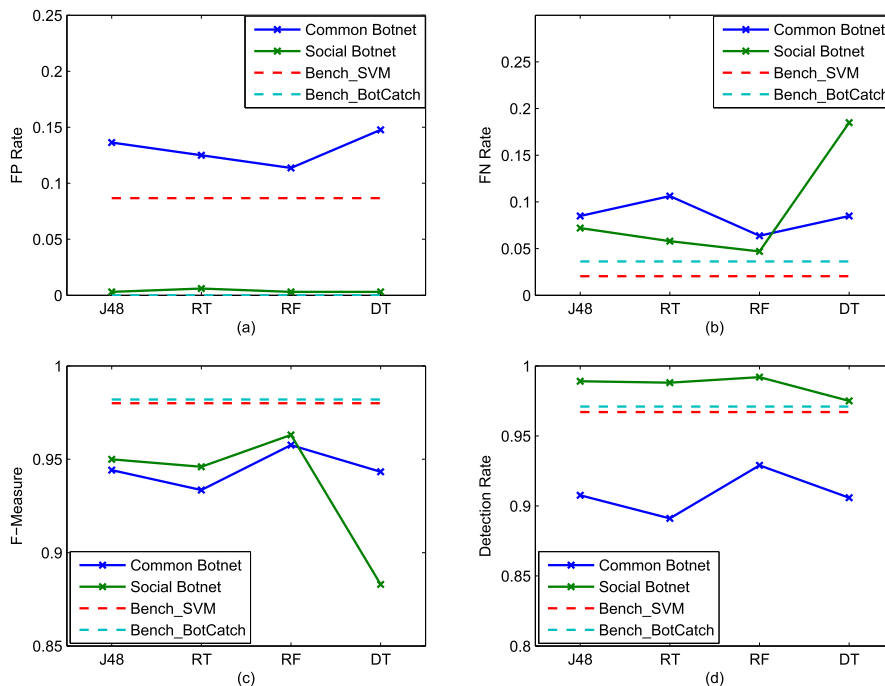 0.25
0.2
0.15
0.1
0.05
0
FP Rate
Common Botnet
Social Botnet
Bench_SVM
Bench_BotCatch
J48 RT RF DT
(a)
0.25
0.2
0.15
0.1
0.05
0
FN Rate
Common Botnet
Social Botnet
Bench_SVM
Bench_BotCatch
J48 RT RF DT
(b)
1
0.95
0.9
0.85
F−Measure
Common Botnet
Social Botnet
Bench_SVM
Bench_BotCatch
J48 RT RF DT
(c)
1
0.95
0.9
0.85
0.8
Detection Rate
Common Botnet
Social Botnet
Bench_SVM
Bench_BotCatch
J48 RT RF DT
(d)